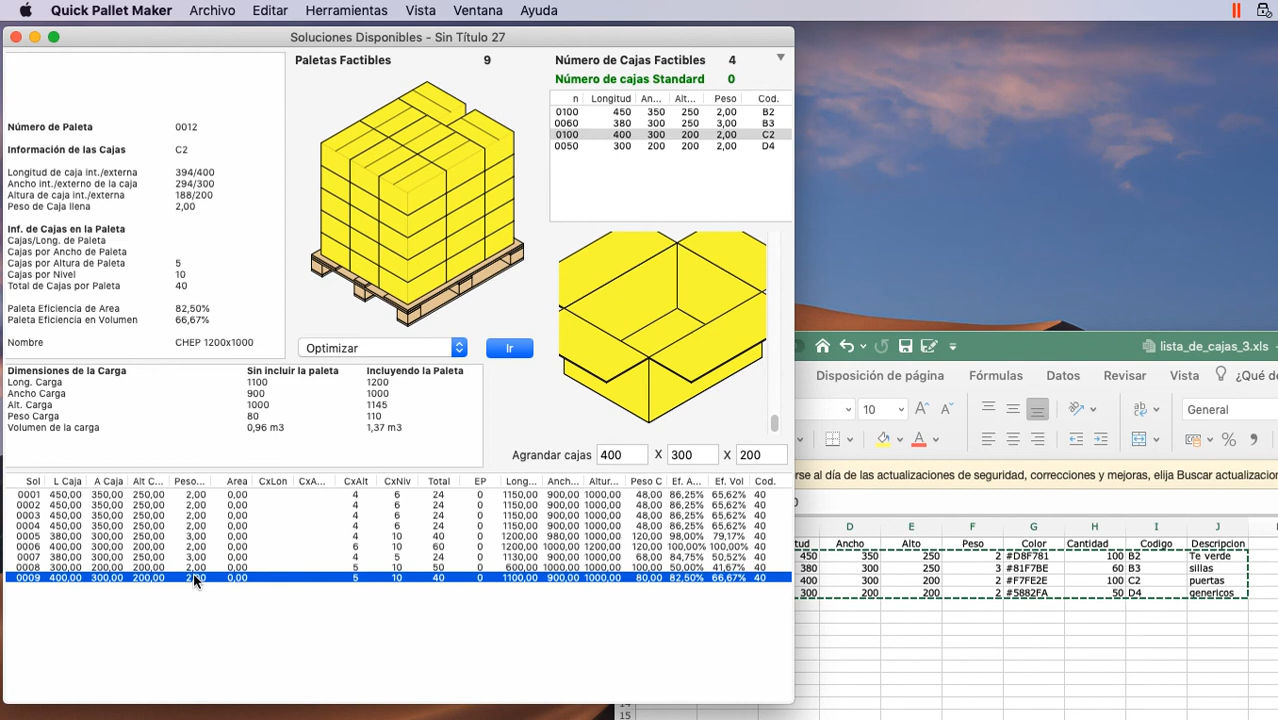 Quick Pallet Maker Archivo Editar Herramientas Vista Ventana Ayuda
Soluciones Disponibles - Sin Título 27
Número de Paleta 0012
Información de las Cajas C2
Longitud de caja int./externa 394/400
Ancho int./externo de la caja 294/300
Altura de caja int./externa 188/200
Peso de Caja llena 2,00
Inf. de Cajas en la Paleta
Cajas/Long. de Paleta
Cajas por Ancho de Paleta
Cajas por Altura de Paleta 5
Cajas por Nivel 10
Total de Cajas por Paleta 40
Paleta Eficiencia de Area 82,50%
Paleta Eficiencia en Volumen 66,67%
Nombre CHEP 1200x1000
Paletas Factibles 9
Optimizar Ir
Número de Cajas Factibles 4
Número de cajas Standard 0
n Longitud An... Alt... Peso Cod.
0100 450 350 250 2,00 B2
0060 380 300 250 3,00 B3
0100 400 300 200 2,00 C2
0050 300 200 200 2,00 D4
Dimensiones de la Carga Sin incluir la paleta Incluyendo la Paleta
Long. Carga 1100 1200
Ancho Carga 900 1000
Alt. Carga 1000 1145
Peso Carga 80 110
Volumen de la carga 0,96 m3 1,37 m3
Agrandar cajas 400 X 300 X 200
Sol L Caja A Caja Alt C... Peso... Area CxLon CxA... CxAlt CxNiv Total EP Long... Anch... Altur... Peso C Ef. A... Ef. Vol Cod.
0001 450,00 350,00 250,00 2,00 0,00 4 6 24 0 1150,00 900,00 1000,00 48,00 86,25% 65,62% 40
0002 450,00 350,00 250,00 2,00 0,00 4 6 24 0 1150,00 900,00 1000,00 48,00 86,25% 65,62% 40
0003 450,00 350,00 250,00 2,00 0,00 4 6 24 0 1150,00 900,00 1000,00 48,00 86,25% 65,62% 40
0004 450,00 350,00 250,00 2,00 0,00 4 6 24 0 1150,00 900,00 1000,00 48,00 86,25% 65,62% 40
0005 380,00 300,00 250,00 3,00 0,00 4 10 40 0 1200,00 980,00 1000,00 120,00 98,00% 79,17% 40
0006 400,00 300,00 200,00 2,00 0,00 6 10 60 0 1200,00 1000,00 1200,00 120,00 100,00% 100,00% 40
0007 380,00 300,00 250,00 3,00 0,00 4 17 68 0 1130,00 900,00 1000,00 68,00 84,75% 50,52% 40
0008 300,00 200,00 200,00 2,00 0,00 5 10 50 0 600,00 1000,00 1000,00 100,00 50,00% 41,67% 40
0009 400,00 300,00 200,00 0,00 5 10 40 0 1100,00 900,00 1000,00 80,00 82,50% 66,67% 40
lista_de_cajas_3.xls
Disposición de página Fórmulas Datos Revisar Vista ¿Qué de
10 General
% 
rse al día de las actualizaciones de seguridad, correcciones y mejoras, elija Buscar actualizacion
D E F G H I J
tud Ancho Alto Peso Color Cantidad Codigo Descripcion
450 350 250 2 #D8F781 100 B2 Te verde
380 300 250 3 #81F7BE 60 B3 sillas
400 300 200 2 #F7FE2E 100 C2 puertas
300 200 200 2 #5882FA 50 D4 genericos
15